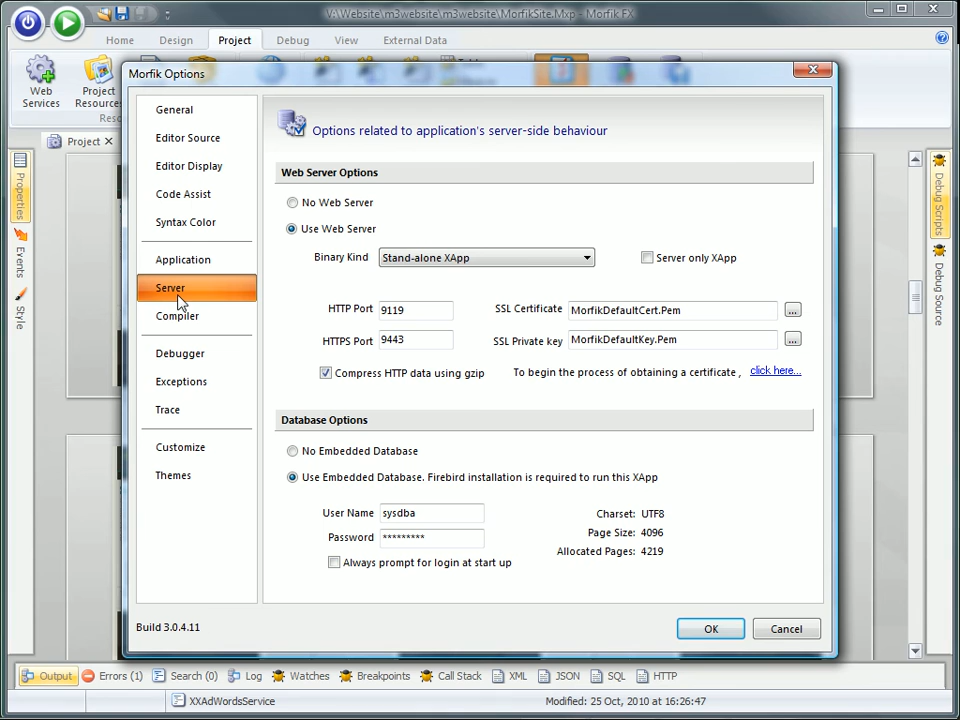 \A\Website\m3website\m3website\MorfikSite.Mxp - Morfik FX
Home Design Project Debug View External Data
Web Services
Project Resources
Project
Properties
Events
Style
Debug Scripts
Debug Source
Morfik Options
General
Editor Source
Editor Display
Code Assist
Syntax Color
Application
Server
Compiler
Debugger
Exceptions
Trace
Customize
Themes
Build 3.0.4.11
Options related to application's server-side behaviour
Web Server Options
No Web Server
Use Web Server
Binary Kind Stand-alone XApp Server only XApp
HTTP Port 9119 SSL Certificate MorfikDefaultCert.Pem ...
HTTPS Port 9443 SSL Private key MorfikDefaultKey.Pem ...
Compress HTTP data using gzip To begin the process of obtaining a certificate , click here...
Database Options
No Embedded Database
Use Embedded Database. Firebird installation is required to run this XApp
User Name sysdba Charset: UTF8
Password ********* Page Size: 4096
Allocated Pages: 4219
Always prompt for login at start up
OK Cancel
Output Errors (1) Search (0) Log Watches Breakpoints Call Stack XML JSON SQL HTTP
XXAdWordsService Modified: 25 Oct, 2010 at 16:26:47